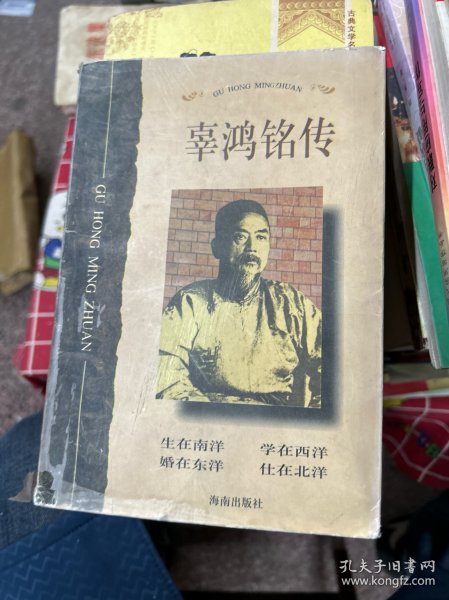 古典文学名
GU HONG MINGZHUAN
辜鸿铭传
GU HONG MING ZHUAN
生在南洋 学在西洋
婚在东洋 仕在北洋
海南出版社
孔夫子旧书网
www.kongfz.com